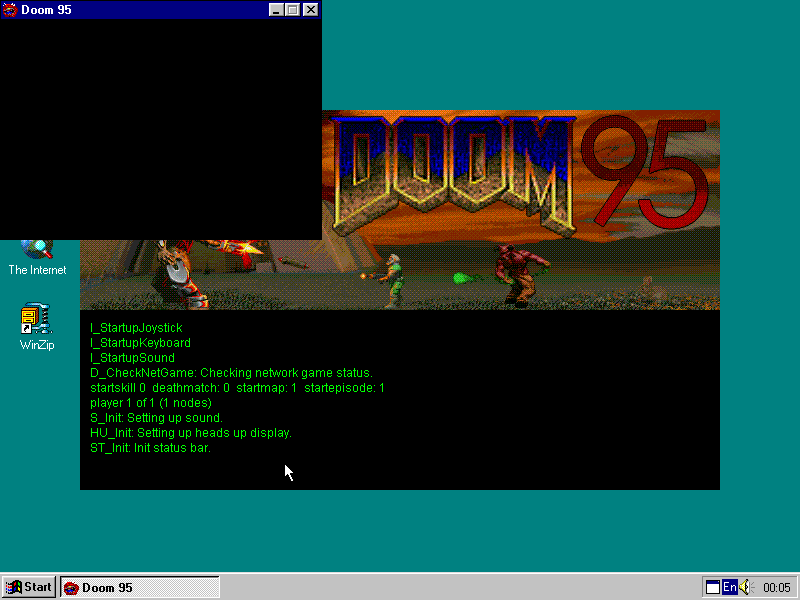 Doom 95
DOOM 95
The Internet
WinZip
I_StartupJoystick
I_StartupKeyboard
I_StartupSound
D_CheckNetGame: Checking network game status.
startskill 0 deathmatch: 0 startmap: 1 startepisode: 1
player 1 of 1 (1 nodes)
S_Init: Setting up sound.
HU_Init: Setting up heads up display.
ST_Init: Init status bar.
Start
Doom 95
En
00:05